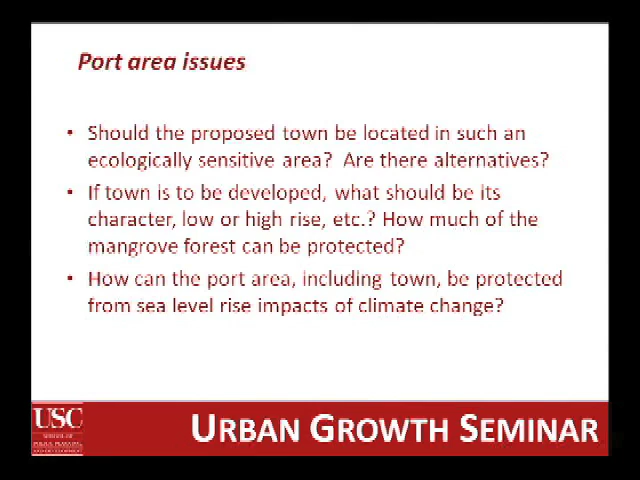 Port area issues
• Should the proposed town be located in such an
ecologically sensitive area? Are there alternatives?
• If town is to be developed, what should be its
character, low or high rise, etc.? How much of the
mangrove forest can be protected?
• How can the port area, including town, be protected
from sea level rise impacts of climate change?
USC
SCHOOL OF
URBAN GROWTH SEMINAR